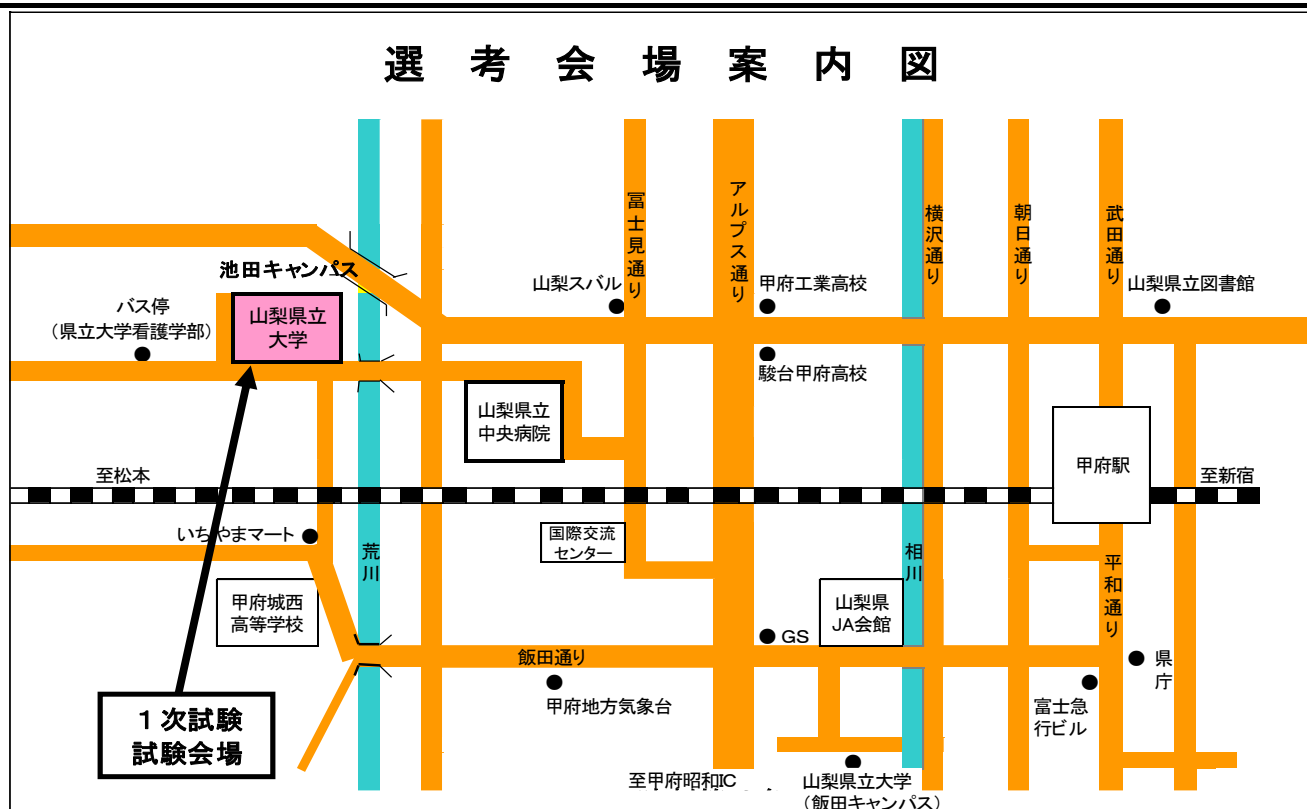 選考会場案内図
冨士見通り
アルプス通り
横沢通り
朝日通り
武田通り
池田キャンパス
山梨県立
大学
バス停
(県立大学看護学部)
山梨スバル
甲府工業高校
山梨県立図書館
駿台甲府高校
山梨県立
中央病院
甲府駅
至松本
至新宿
いちやまマート
荒川
国際交流
センター
相川
平和通り
甲府城西
高等学校
山梨県
JA会館
GS
飯田通り
県庁
甲府地方気象台
富士急
行ビル
1次試験
試験会場
至甲府昭和IC
山梨県立大学
(飯田キャンパス)